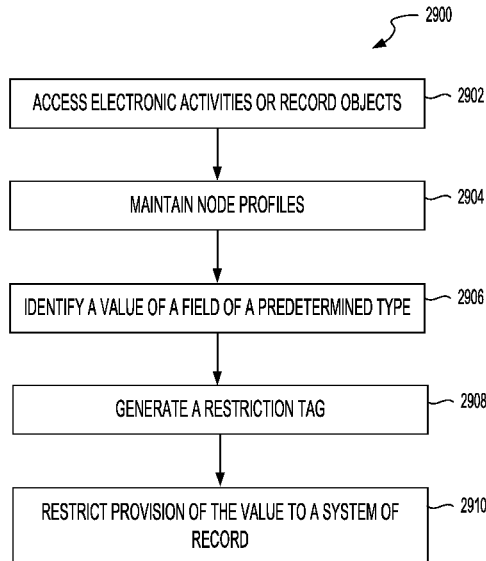 2900
ACCESS ELECTRONIC ACTIVITIES OR RECORD OBJECTS
2902
MAINTAIN NODE PROFILES
2904
IDENTIFY A VALUE OF A FIELD OF A PREDETERMINED TYPE
2906
GENERATE A RESTRICTION TAG
2908
RESTRICT PROVISION OF THE VALUE TO A SYSTEM OF
RECORD
2910